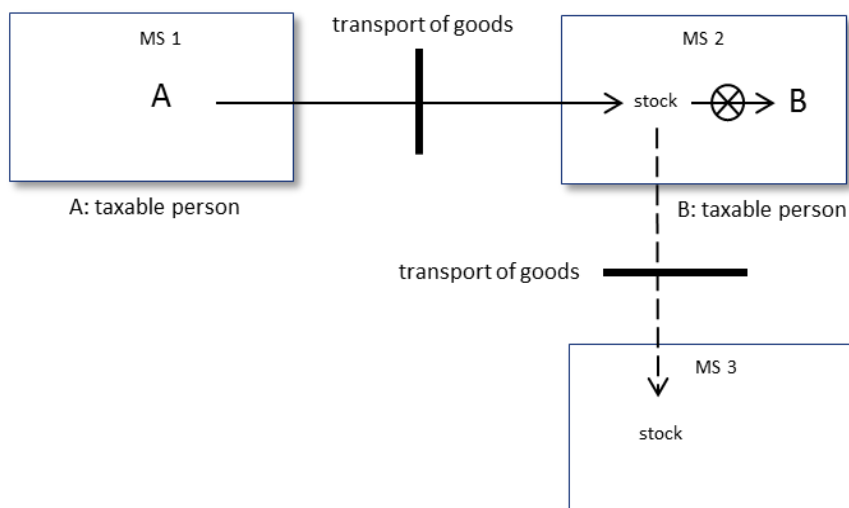 transport of goods
MS 1
MS 2
A
stock
B
A: taxable person
B: taxable person
transport of goods
MS 3
stock